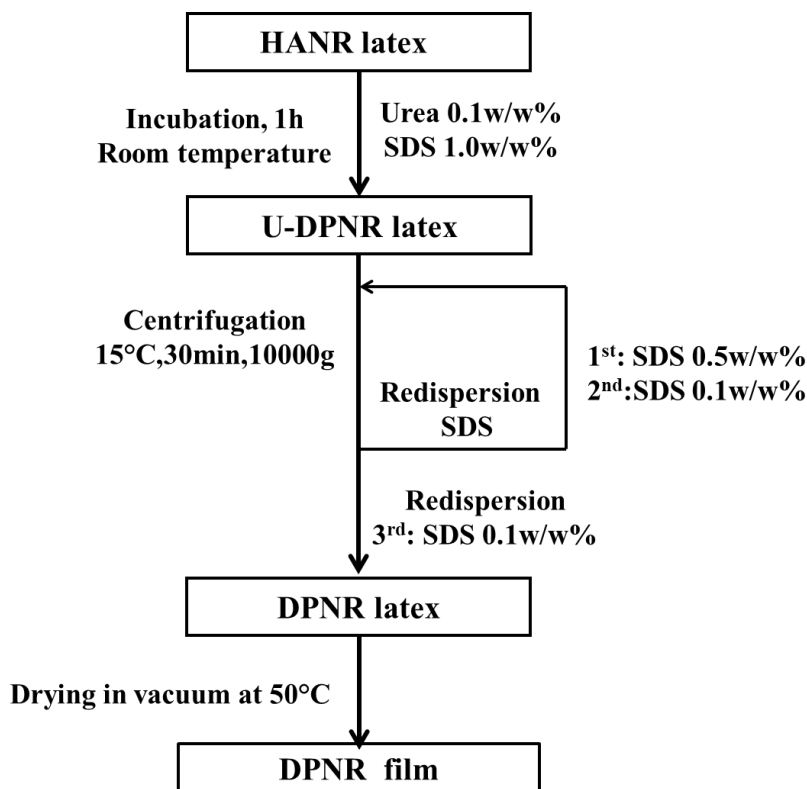 HANR latex
Incubation, 1h
Room temperature
Urea 0.1w/w%
SDS 1.0w/w%
U-DPNR latex
Centrifugation
15°C,30min,10000g
1st: SDS 0.5w/w%
2nd:SDS 0.1w/w%
Redispersion
SDS
Redispersion
3rd: SDS 0.1w/w%
DPNR latex
Drying in vacuum at 50°C
DPNR film